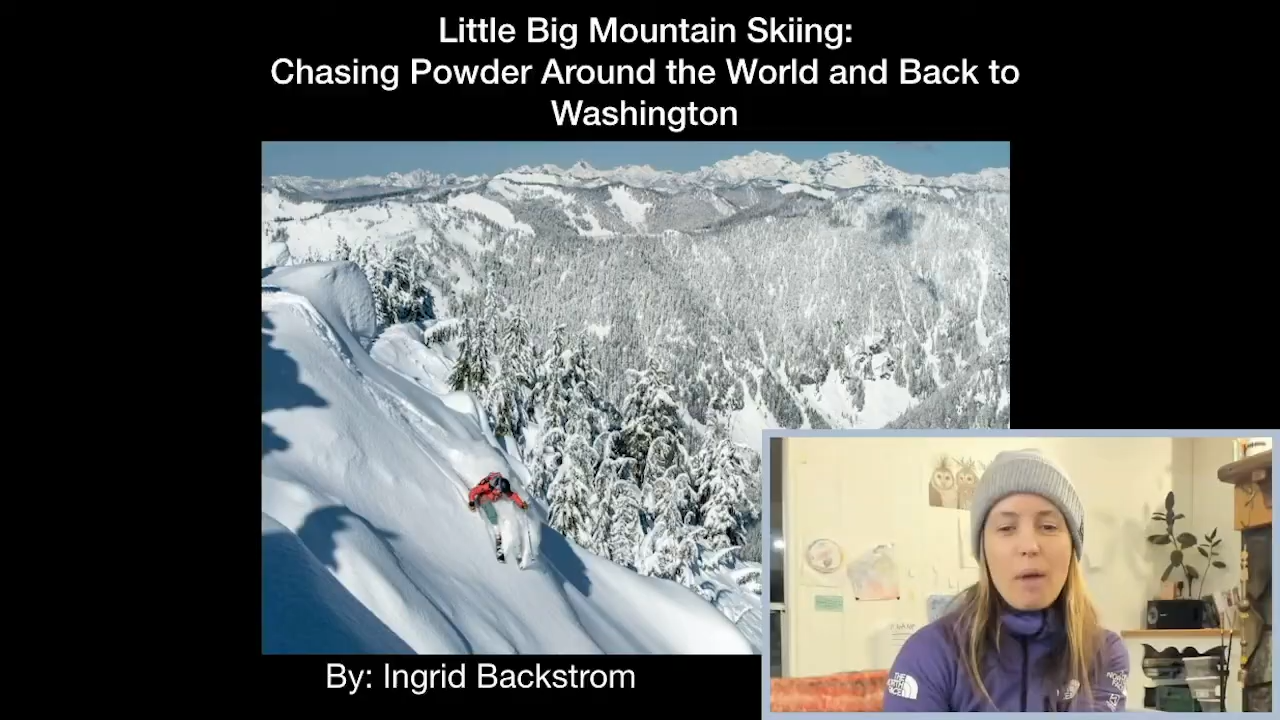 Little Big Mountain Skiing:
Chasing Powder Around the World and Back to
Washington
By: Ingrid Backstrom
THE
NORTH
FACE